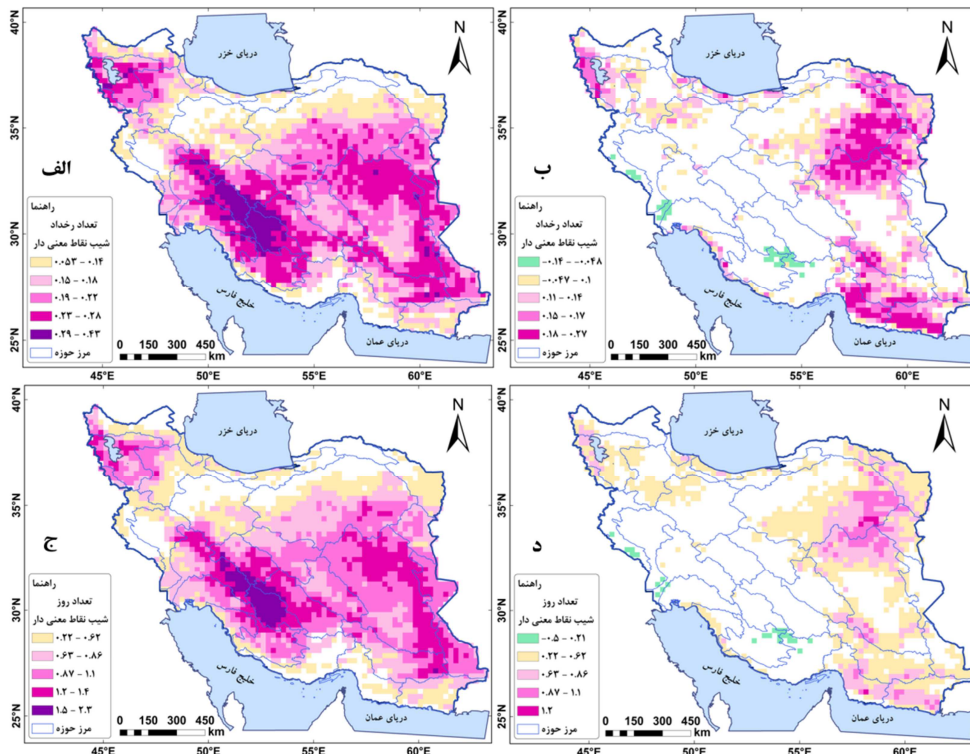 40°N
35°N
30°N
25°N
45°E
50°E
55°E
60°E
N
دریای خزر
خلیج فارس
دریای عمان
الف
راهنما
تعداد رخداد
شیب نقاط معنی دار
۰.۰۵۳ - ۰.۱۴
۰.۱۵ - ۰.۱۸
۰.۱۹ - ۰.۲۲
۰.۲۳ - ۰.۲۸
۰.۲۹ - ۰.۴۳
مرز حوزه
0 150 300 450
km
40°N
35°N
30°N
25°N
45°E
50°E
55°E
60°E
N
دریای خزر
خلیج فارس
دریای عمان
ب
راهنما
تعداد رخداد
شیب نقاط معنی دار
-۰.۱۴ - -۰.۰۴۸
-۰.۰۴۷ - ۰.۱
۰.۱۱ - ۰.۱۴
۰.۱۵ - ۰.۱۷
۰.۱۸ - ۰.۲۷
مرز حوزه
0 150 300 450
km
40°N
35°N
30°N
25°N
45°E
50°E
55°E
60°E
N
دریای خزر
خلیج فارس
دریای عمان
ج
راهنما
تعداد روز
شیب نقاط معنی دار
۰.۲۲ - ۰.۶۲
۰.۶۳ - ۰.۸۶
۰.۸۷ - ۱.۱
۱.۲ - ۱.۴
۱.۵ - ۲.۳
مرز حوزه
0 150 300 450
km
40°N
35°N
30°N
25°N
45°E
50°E
55°E
60°E
N
دریای خزر
خلیج فارس
دریای عمان
د
راهنما
تعداد روز
شیب نقاط معنی دار
-۰.۵ - ۰.۲۱
۰.۲۲ - ۰.۶۲
۰.۶۳ - ۰.۸۶
۰.۸۷ - ۱.۱
۱.۲
مرز حوزه
0 150 300 450
km